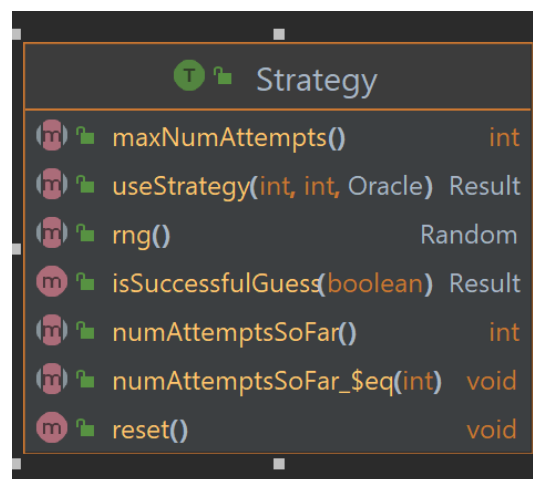 T Strategy
m maxNumAttempts() int
m useStrategy(int, int, Oracle) Result
m rng() Random
m isSuccessfulGuess(boolean) Result
m numAttemptsSoFar() int
m numAttemptsSoFar_$eq(int) void
m reset() void